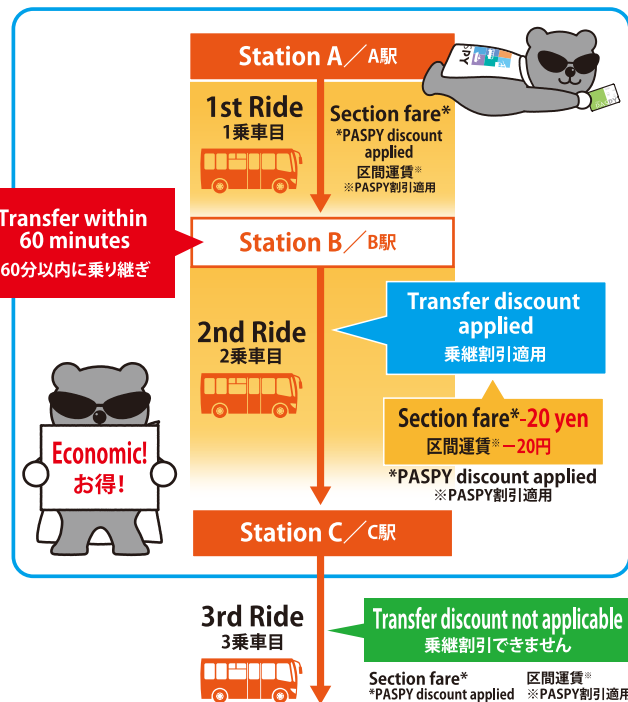 Station A／A駅
SPY
PASPY
1st Ride
1乗車目
Section fare*
*PASPY discount
applied
区間運賃※
※PASPY割引適用
Transfer within
60 minutes
60分以内に乗り継ぎ
Station B／B駅
2nd Ride
2乗車目
Transfer discount
applied
乗継割引適用
Section fare*-20 yen
区間運賃※－20円
*PASPY discount applied
※PASPY割引適用
Economic!
お得!
Station C／C駅
3rd Ride
3乗車目
Transfer discount not applicable
乗継割引できません
Section fare* 区間運賃※
*PASPY discount applied ※PASPY割引適用